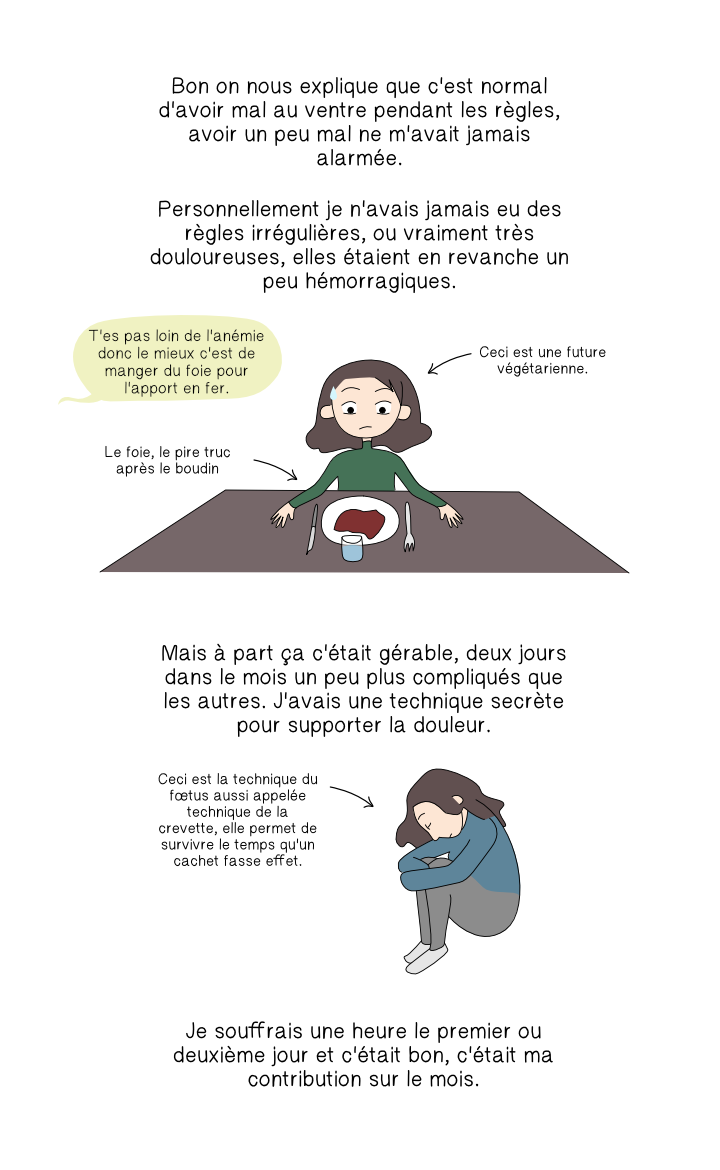 Bon on nous explique que c'est normal
d'avoir mal au ventre pendant les règles,
avoir un peu mal ne m'avait jamais
alarmée.
Personnellement je n'avais jamais eu des
règles irrégulières, ou vraiment très
douloureuses, elles étaient en revanche un
peu hémorragiques.
T'es pas loin de l'anémie
donc le mieux c'est de
manger du foie pour
l'apport en fer.
Ceci est une future
végétarienne.
Le foie, le pire truc
après le boudin
Mais à part ça c'était gérable, deux jours
dans le mois un peu plus compliqués que
les autres. J'avais une technique secrète
pour supporter la douleur.
Ceci est la technique du
fœtus aussi appelée
technique de la
crevette, elle permet de
survivre le temps qu'un
cachet fasse effet.
Je souffrais une heure le premier ou
deuxième jour et c'était bon, c'était ma
contribution sur le mois.